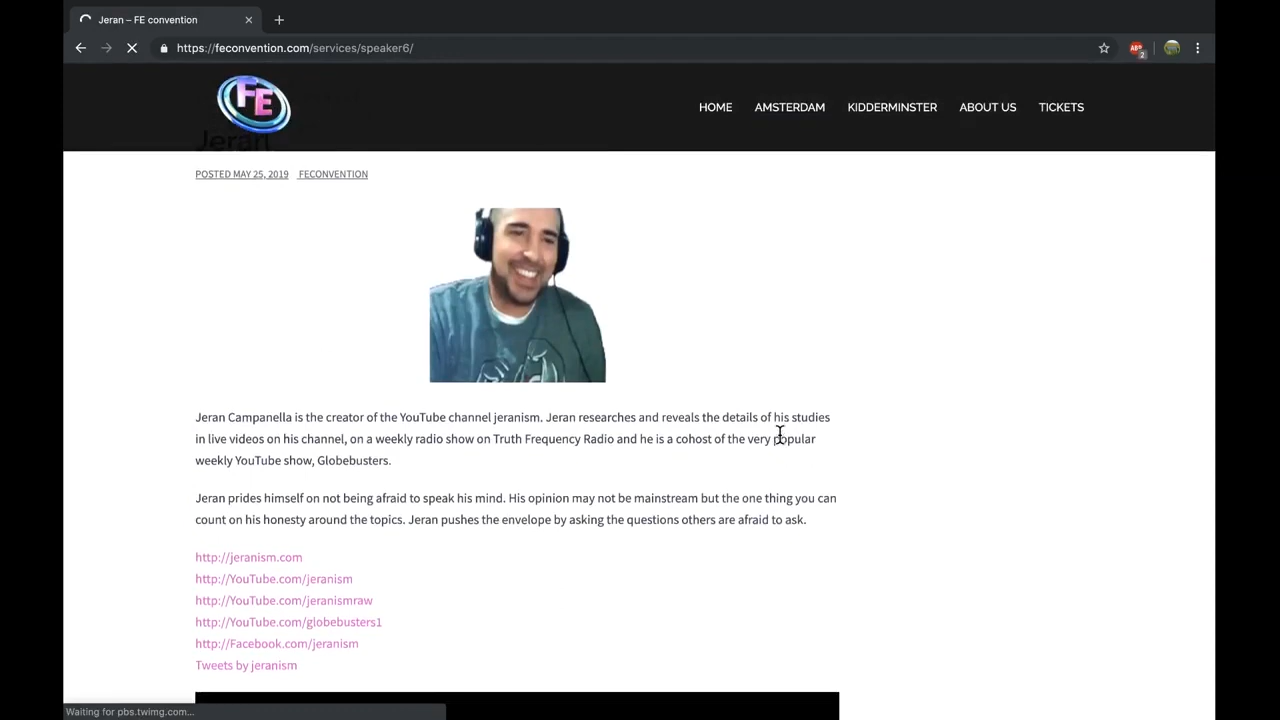 Jeran – FE convention
https://feconvention.com/services/speaker6/
ABP
2
FE
HOME AMSTERDAM KIDDERMINSTER ABOUT US TICKETS
Jeran
POSTED MAY 25, 2019 FECONVENTION
Jeran Campanella is the creator of the YouTube channel jeranism. Jeran researches and reveals the details of his studies
in live videos on his channel, on a weekly radio show on Truth Frequency Radio and he is a cohost of the very popular
weekly YouTube show, Globebusters.
Jeran prides himself on not being afraid to speak his mind. His opinion may not be mainstream but the one thing you can
count on his honesty around the topics. Jeran pushes the envelope by asking the questions others are afraid to ask.
http://jeranism.com
http://YouTube.com/jeranism
http://YouTube.com/jeranismraw
http://YouTube.com/globebusters1
http://Facebook.com/jeranism
Tweets by jeranism
Waiting for pbs.twimg.com...